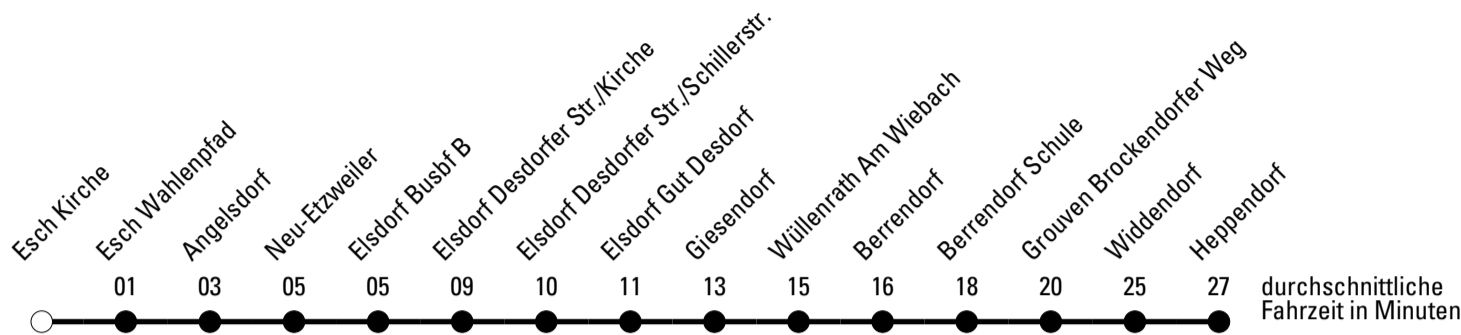 Esch Kirche
Esch Wahlenpfad
Angelsdorf
Neu-Etzweiler
Elsdorf Busbf B
Elsdorf Desdorfer Str./Kirche
Elsdorf Desdorfer Str./Schillerstr.
Elsdorf Gut Desdorf
Giesendorf
Wüllenrath Am Wiebach
Berrendorf
Berrendorf Schule
Grouven Brockendorfer Weg
Widdendorf
Heppendorf
01 03 05 05 09 10 11 13 15 16 18 20 25 27
durchschnittliche
Fahrzeit in Minuten